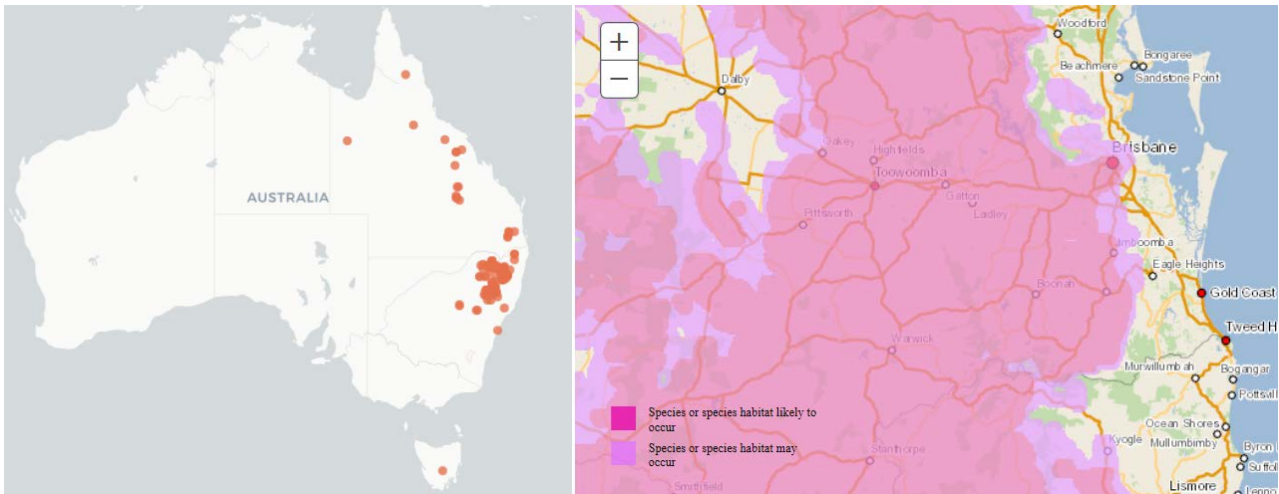 AUSTRALIA
+
−
Woodford
Bongaree
Beachmere
Sandstone Point
Dalby
Oakey
Highfields
Brisbane
Toowoomba
Gatton
Laidley
Pittsworth
Jimboomba
Eagle Heights
Boonah
Gold Coast
Tweed H
Warwick
Murwillumbah
Bogangar
Pottsvil
Species or species habitat likely to
occur
Ocean Shores
Mullumbimby
Species or species habitat may
occur
Kyogle
Byron
Stanthorpe
Suffol
Smithfield
Lismore
Lenno